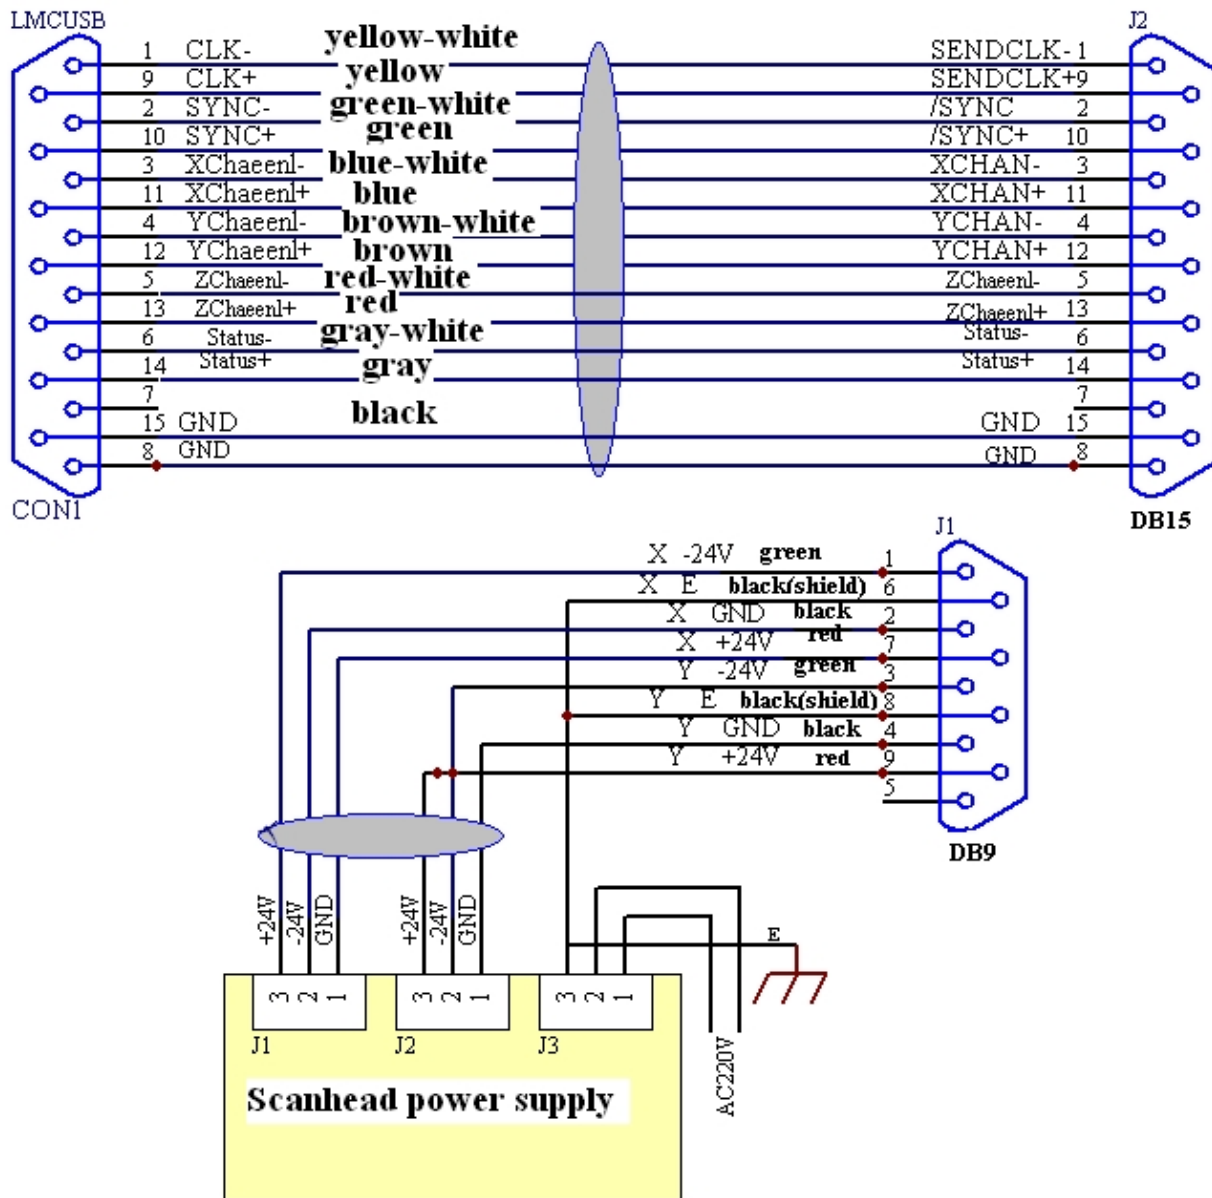 LMCUSB J2
1 CLK- yellow-white SENDCLK- 1
9 CLK+ yellow SENDCLK+ 9
2 SYNC- green-white /SYNC 2
10 SYNC+ green /SYNC+ 10
3 XChaeenl- blue-white XCHAN- 3
11 XChaeenl+ blue XCHAN+ 11
4 YChaeenl- brown-white YCHAN- 4
12 YChaeenl+ brown YCHAN+ 12
5 ZChaeenl- red-white ZChaeenl- 5
13 ZChaeenl+ red ZChaeenl+ 13
6 Status- gray-white Status- 6
14 Status+ gray Status+ 14
7 7
15 GND black GND 15
8 GND GND 8
CON1 DB15
J1
X -24V green 1
X E black(shield) 6
X GND black 2
X +24V red 7
Y -24V green 3
Y E black(shield) 8
Y GND black 4
Y +24V red 9
5
DB9
+24V -24V GND +24V -24V GND
E
3 2 1 3 2 1 3 2 1
J1 J2 J3
AC220V
Scanhead power supply